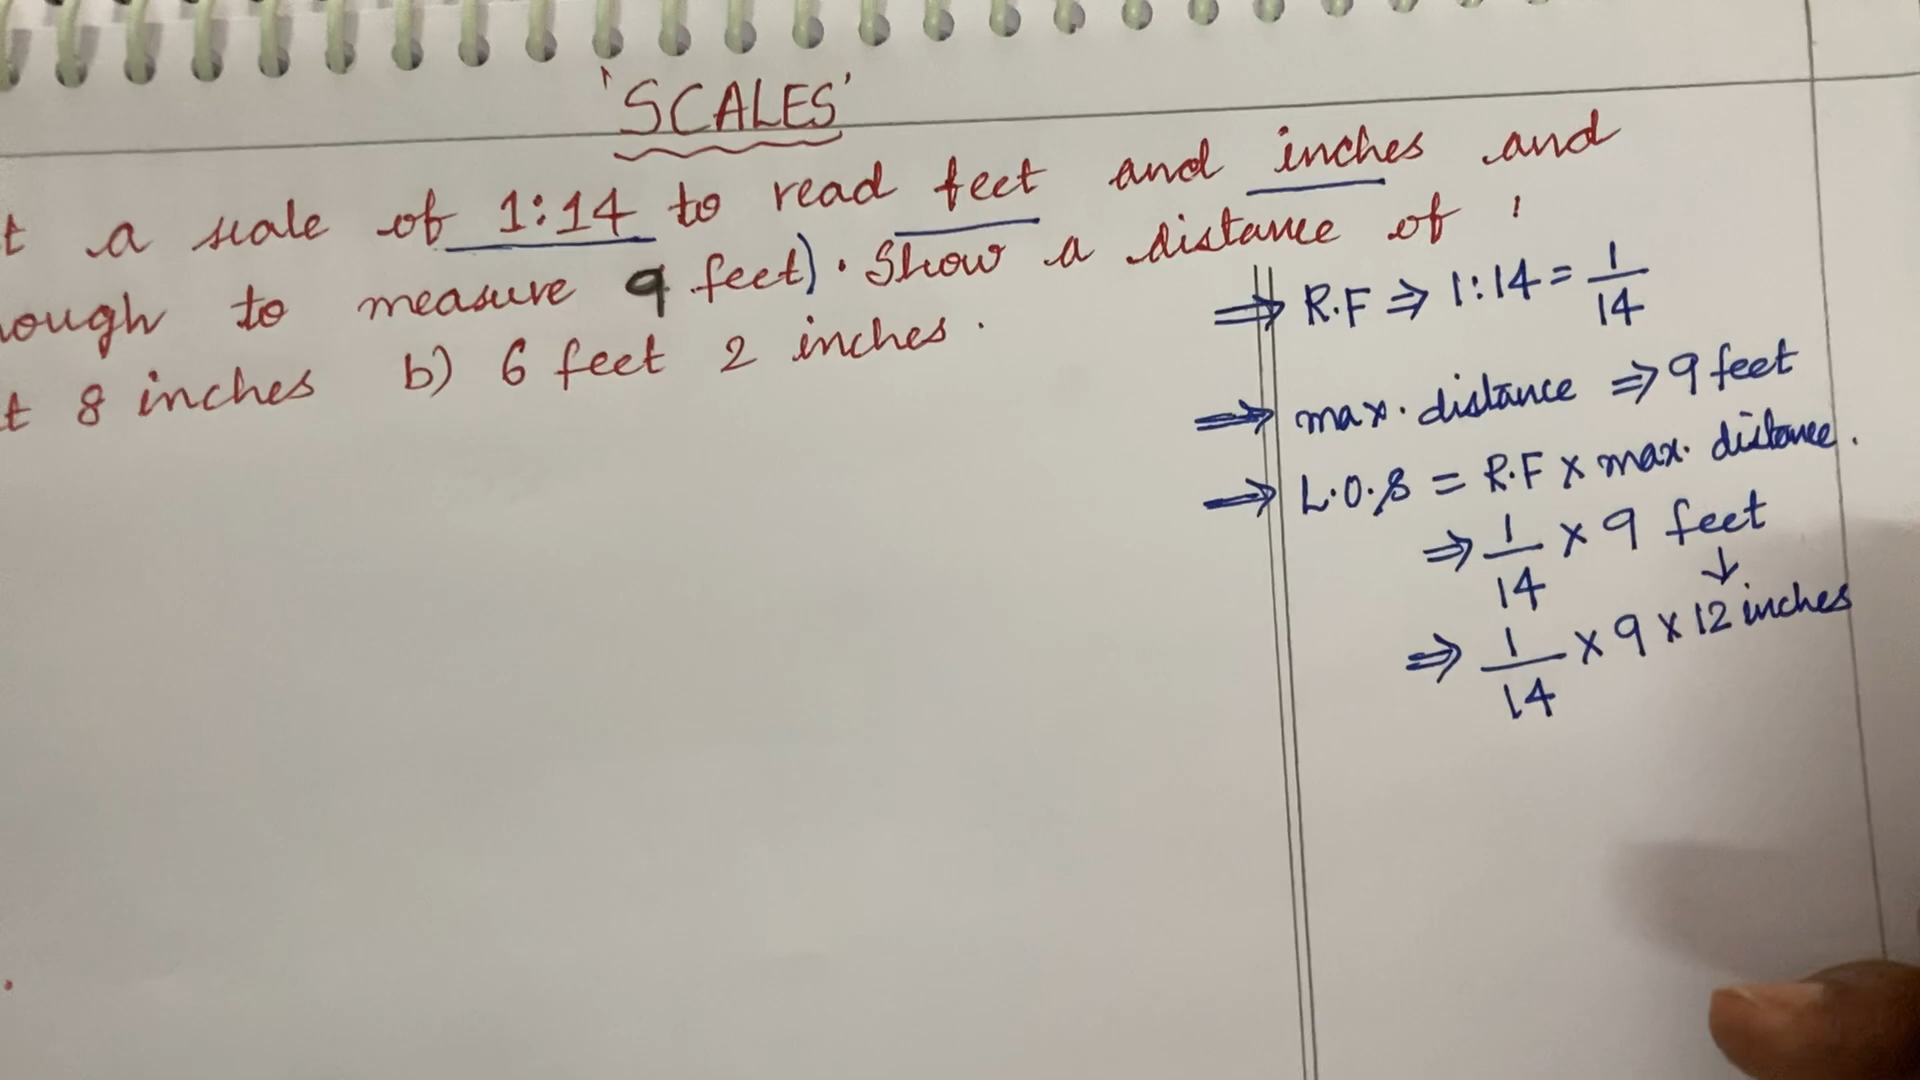 'SCALES'
t a scale of 1:14 to read feet and inches and
nough to measure 9 feet). Show a distance of
t 8 inches b) 6 feet 2 inches.
⇒ R.F ⇒ 1:14 = 1/14
⇒ max. distance ⇒ 9 feet
⇒ L.O.S = R.F x max. distance.
⇒ 1/14 x 9 feet
↓
⇒ 1/14 x 9 x 12 inches